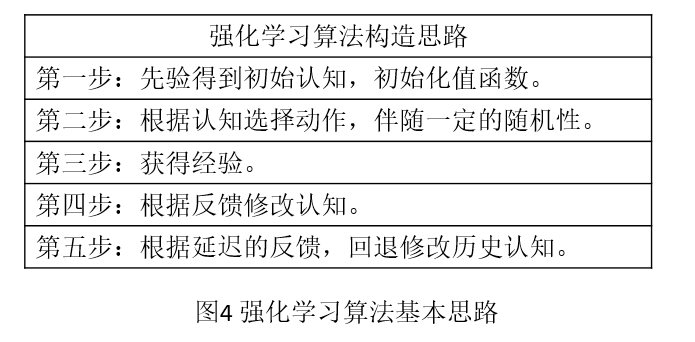 强化学习算法构造思路
第一步：先验得到初始认知，初始化值函数。
第二步：根据认知选择动作，伴随一定的随机性。
第三步：获得经验。
第四步：根据反馈修改认知。
第五步：根据延迟的反馈，回退修改历史认知。
图4 强化学习算法基本思路